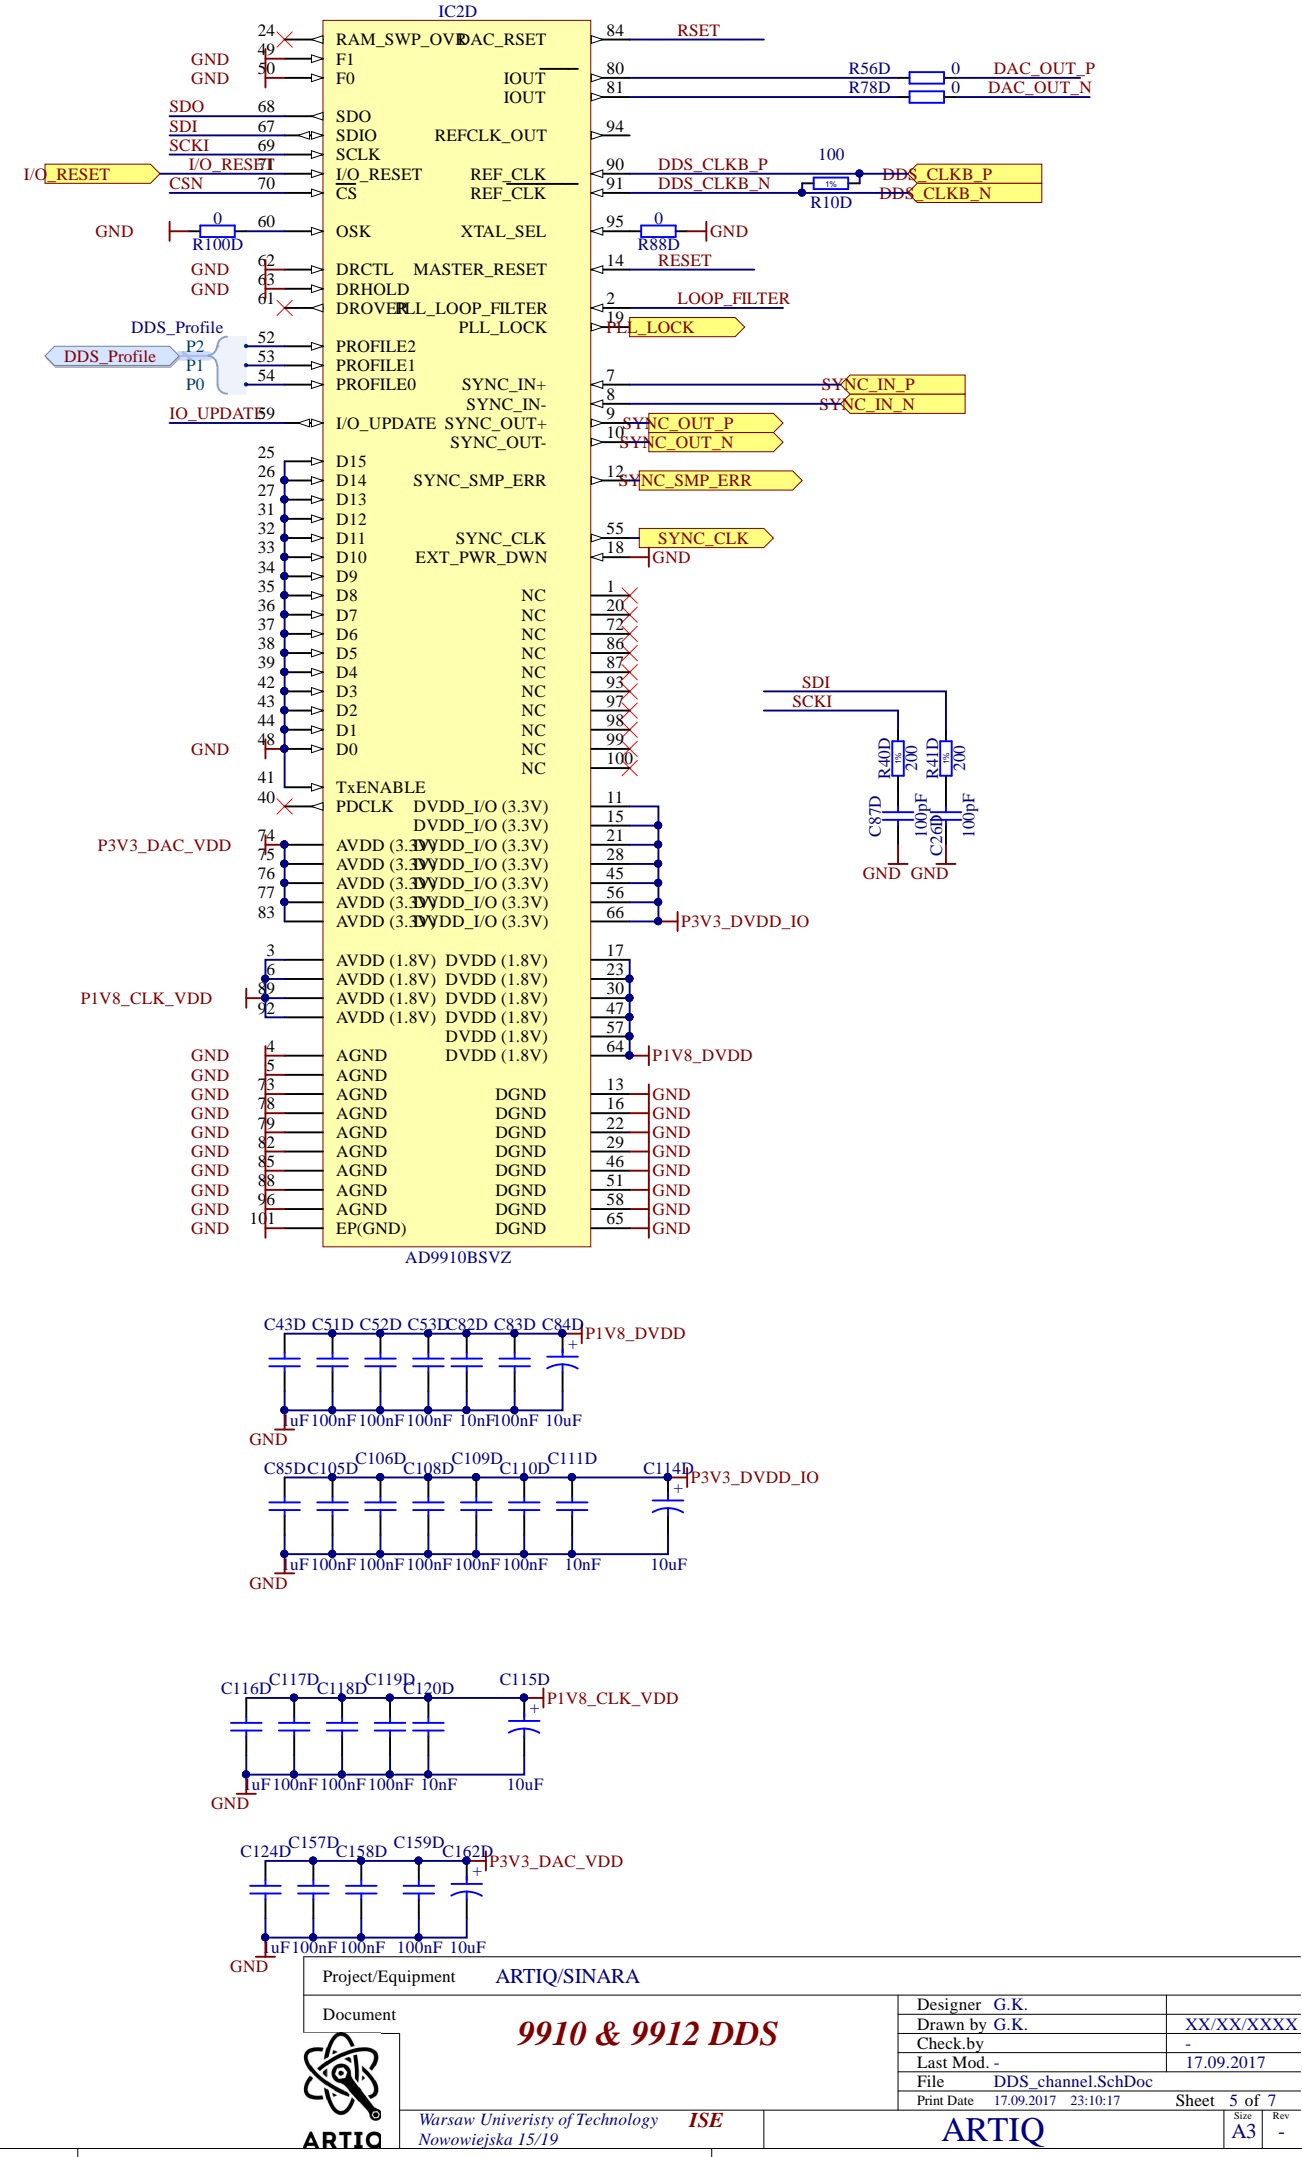 IC2D
24 RAM_SWP_OVR DAC_RSET 84 RSET
GND 49 F1
GND 50 F0 IOUT 80 R56D 0 DAC_OUT_P
IOUT 81 R78D 0 DAC_OUT_N
SDO 68 SDO
SDI 67 SDIO REFCLK_OUT 94
SCKI 69 SCLK 100
I/O_RESET I/O_RESET 71 I/O_RESET REF_CLK 90 DDS_CLKB_P 1% DDS_CLKB_P
CSN 70 CS REF_CLK 91 DDS_CLKB_N R10D DDS_CLKB_N
GND 0 R100D 60 OSK XTAL_SEL 95 0 R88D GND
GND 62 DRCTL MASTER_RESET 14 RESET
GND 63 DRHOLD
61 DROVER PLL_LOOP_FILTER 2 LOOP_FILTER
PLL_LOCK 19 PLL_LOCK
DDS_Profile
P2 52 PROFILE2
DDS_Profile P1 53 PROFILE1
P0 54 PROFILE0 SYNC_IN+ 7 SYNC_IN_P
SYNC_IN- 8 SYNC_IN_N
IO_UPDATE 59 I/O_UPDATE SYNC_OUT+ 9 SYNC_OUT_P
SYNC_OUT- 10 SYNC_OUT_N
25 D15
26 D14 SYNC_SMP_ERR 12 SYNC_SMP_ERR
27 D13
31 D12
32 D11 SYNC_CLK 55 SYNC_CLK
33 D10 EXT_PWR_DWN 18 GND
34 D9
35 D8 NC 1
36 D7 NC 20
37 D6 NC 72
38 D5 NC 86
39 D4 NC 87
42 D3 NC 93
43 D2 NC 97
44 D1 NC 98
GND 48 D0 NC 99
NC 100
41 TxENABLE
40 PDCLK DVDD_I/O (3.3V) 11
DVDD_I/O (3.3V) 15
P3V3_DAC_VDD 74 AVDD (3.3V) DVDD_I/O (3.3V) 21
75 AVDD (3.3V) DVDD_I/O (3.3V) 28
76 AVDD (3.3V) DVDD_I/O (3.3V) 45
77 AVDD (3.3V) DVDD_I/O (3.3V) 56
83 AVDD (3.3V) DVDD_I/O (3.3V) 66 P3V3_DVDD_IO
3 AVDD (1.8V) DVDD (1.8V) 17
6 AVDD (1.8V) DVDD (1.8V) 23
P1V8_CLK_VDD 89 AVDD (1.8V) DVDD (1.8V) 30
92 AVDD (1.8V) DVDD (1.8V) 47
DVDD (1.8V) 57
GND 4 AGND DVDD (1.8V) 64 P1V8_DVDD
GND 5 AGND
GND 73 AGND DGND 13 GND
GND 78 AGND DGND 16 GND
GND 79 AGND DGND 22 GND
GND 82 AGND DGND 29 GND
GND 85 AGND DGND 46 GND
GND 88 AGND DGND 51 GND
GND 96 AGND DGND 58 GND
GND 101 EP(GND) DGND 65 GND
AD9910BSVZ
SDI
SCKI
R40D 1% 200 R41D 1% 200
C87D 100pF C26D 100pF
GND GND
C43D C51D C52D C53D C82D C83D C84D P1V8_DVDD
+
1uF 100nF 100nF 100nF 10nF 100nF 10uF
GND
C85D C105D C106D C108D C109D C110D C111D C114D P3V3_DVDD_IO
+
1uF 100nF 100nF 100nF 100nF 100nF 10nF 10uF
GND
C116D C117D C118D C119D C120D C115D P1V8_CLK_VDD
+
1uF 100nF 100nF 100nF 10nF 10uF
GND
C124D C157D C158D C159D C162D P3V3_DAC_VDD
+
1uF 100nF 100nF 100nF 10uF
GND
Project/Equipment ARTIQ/SINARA
Document 9910 & 9912 DDS
Designer G.K.
Drawn by G.K. XX/XX/XXXX
Check.by -
Last Mod. - 17.09.2017
File DDS_channel.SchDoc
Print Date 17.09.2017 23:10:17 Sheet 5 of 7
ARTIQ
Warsaw Univeristy of Technology ISE
Nowowiejska 15/19
ARTIQ
Size A3 Rev -